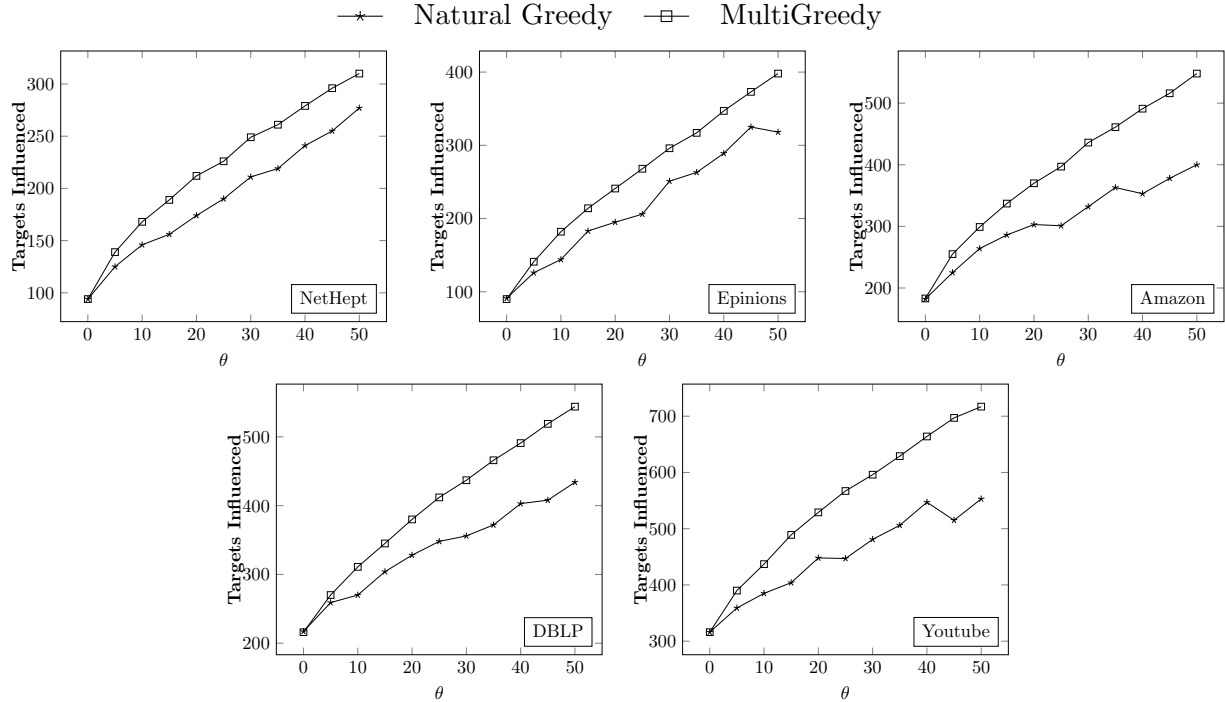 Natural Greedy MultiGreedy
300
250
200
150
100
Targets Influenced
0 10 20 30 40 50
θ
NetHept
400
300
200
100
Targets Influenced
0 10 20 30 40 50
θ
Epinions
500
400
300
200
Targets Influenced
0 10 20 30 40 50
θ
Amazon
500
400
300
200
Targets Influenced
0 10 20 30 40 50
θ
DBLP
700
600
500
400
300
Targets Influenced
0 10 20 30 40 50
θ
Youtube